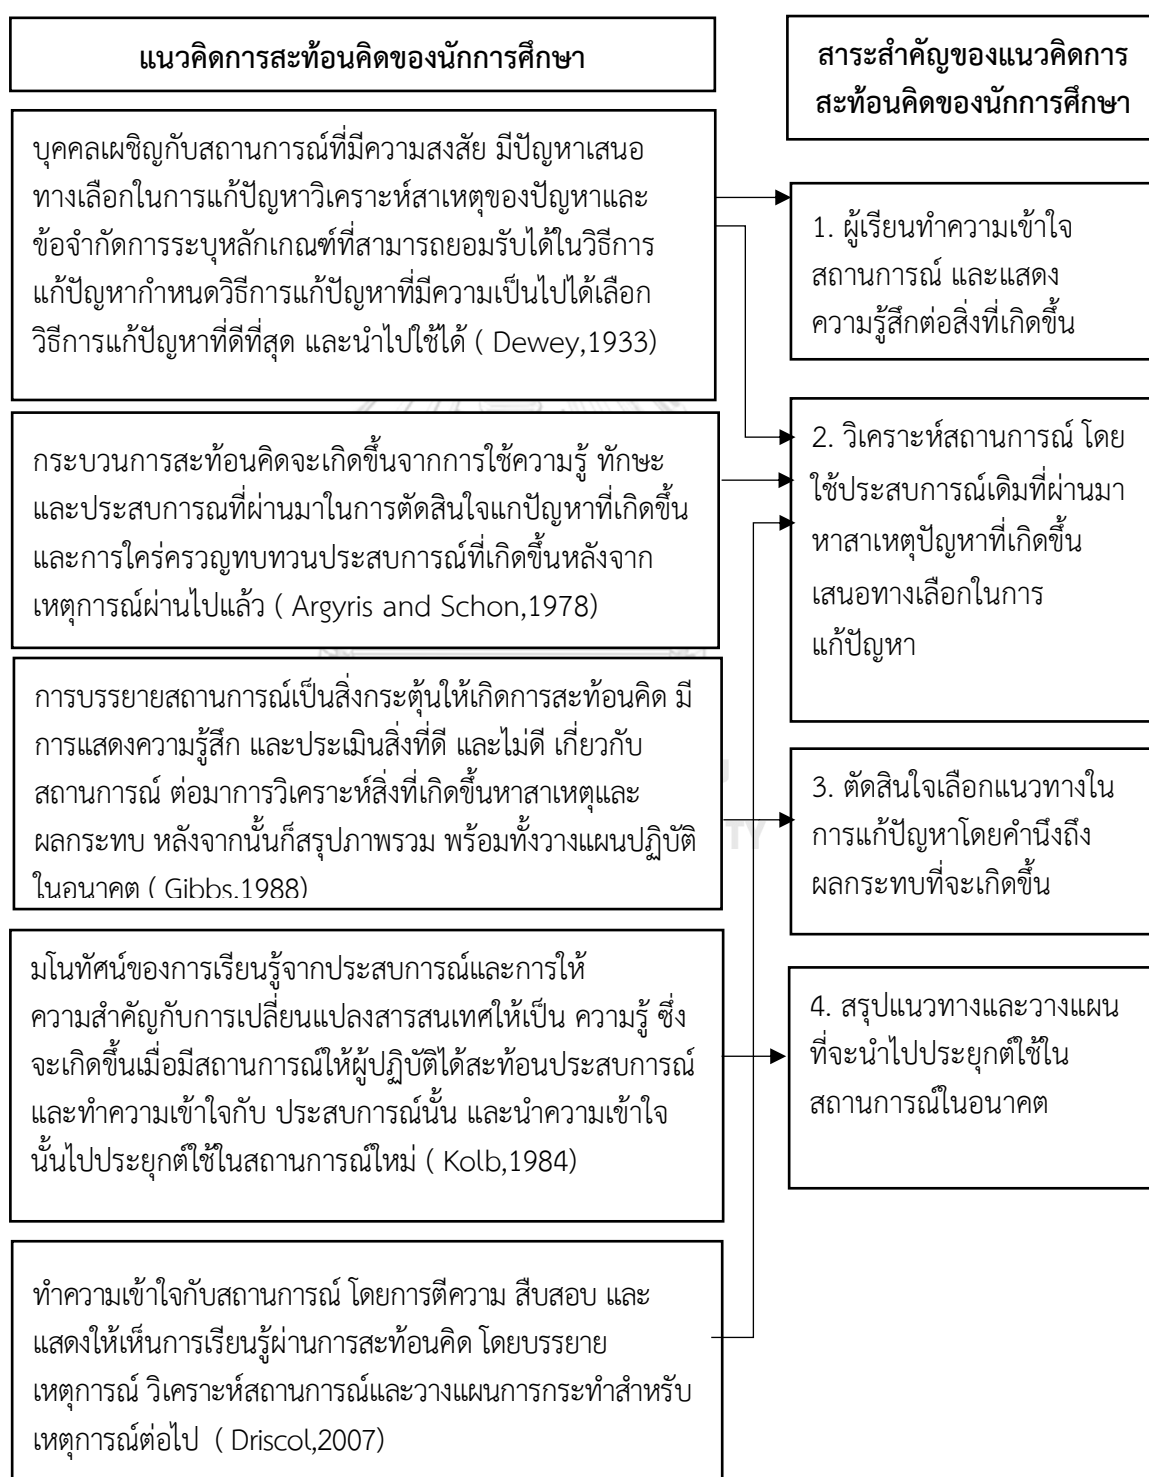 แนวคิดการสะท้อนคิดของนักการศึกษา
บุคคลเผชิญกับสถานการณ์ที่มีความสงสัย มีปัญหาเสนอ
ทางเลือกในการแก้ปัญหาวิเคราะห์สาเหตุของปัญหาและ
ข้อจำกัดการระบุหลักเกณฑ์ที่สามารถยอมรับได้ในวิธีการ
แก้ปัญหากำหนดวิธีการแก้ปัญหาที่มีความเป็นไปได้เลือก
วิธีการแก้ปัญหาที่ดีที่สุด และนำไปใช้ได้ ( Dewey,1933)
กระบวนการสะท้อนคิดจะเกิดขึ้นจากการใช้ความรู้ ทักษะ
และประสบการณที่ผ่านมาในการตัดสินใจแกปัญหาที่เกิดขึ้น
และการใคร่ครวญทบทวนประสบการณ์ที่เกิดขึ้นหลังจาก
เหตุการณ์ผ่านไปแล้ว ( Argyris and Schon,1978)
การบรรยายสถานการณ์เป็นสิ่งกระตุ้นให้เกิดการสะท้อนคิด มี
การแสดงความรู้สึก และประเมินสิ่งที่ดี และไม่ดี เกี่ยวกับ
สถานการณ์ ต่อมาการวิเคราะห์สิ่งที่เกิดขึ้นหาสาเหตุและ
ผลกระทบ หลังจากนั้นก็สรุปภาพรวม พร้อมทั้งวางแผนปฏิบัติ
ในอนาคต ( Gibbs,1988)
มโนทัศน์ของการเรียนรู้จากประสบการณ์และการให้
ความสำคัญกับการเปลี่ยนแปลงสารสนเทศให้เป็น ความรู้ ซึ่ง
จะเกิดขึ้นเมื่อมีสถานการณ์ให้ผู้ปฏิบัติได้สะท้อนประสบการณ์
และทำความเข้าใจกับ ประสบการณ์นั้น และนำความเข้าใจ
นั้นไปประยุกต์ใช้ในสถานการณ์ใหม่ ( Kolb,1984)
ทำความเข้าใจกับสถานการณ์ โดยการตีความ สืบสอบ และ
แสดงให้เห็นการเรียนรู้ผ่านการสะท้อนคิด โดยบรรยาย
เหตุการณ์ วิเคราะห์สถานการณ์และวางแผนการกระทำสำหรับ
เหตุการณ์ต่อไป ( Driscol,2007)
สาระสำคัญของแนวคิดการ
สะท้อนคิดของนักการศึกษา
1. ผู้เรียนทำความเข้าใจ
สถานการณ์ และแสดง
ความรู้สึกต่อสิ่งที่เกิดขึ้น
2. วิเคราะห์สถานการณ์ โดย
ใช้ประสบการณ์เดิมที่ผ่านมา
หาสาเหตุปัญหาที่เกิดขึ้น
เสนอทางเลือกในการ
แก้ปัญหา
3. ตัดสินใจเลือกแนวทางใน
การแก้ปัญหาโดยคำนึงถึง
ผลกระทบที่จะเกิดขึ้น
4. สรุปแนวทางและวางแผน
ที่จะนำไปประยุกต์ใช้ใน
สถานการณ์ในอนาคต